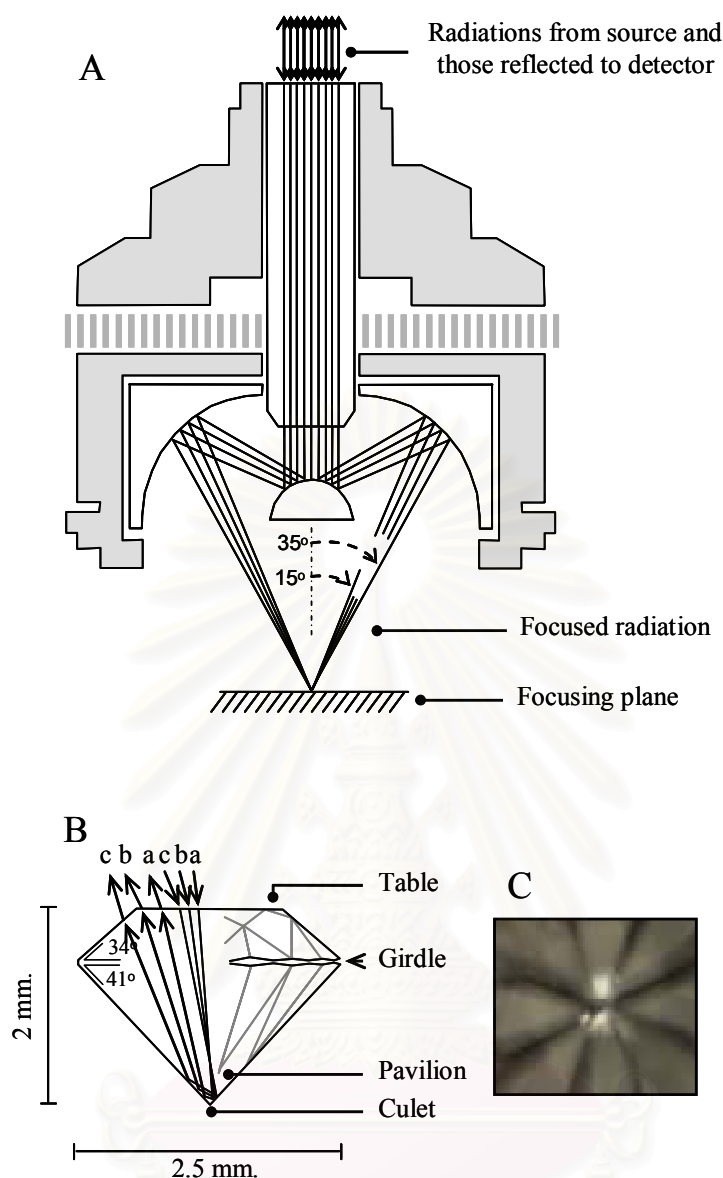 A
Radiations from source and
those reflected to detector
35o
15o
Focused radiation
Focusing plane
B
c b a c b a
Table
C
34o
Girdle
41o
2 mm.
Pavilion
Culet
2.5 mm.